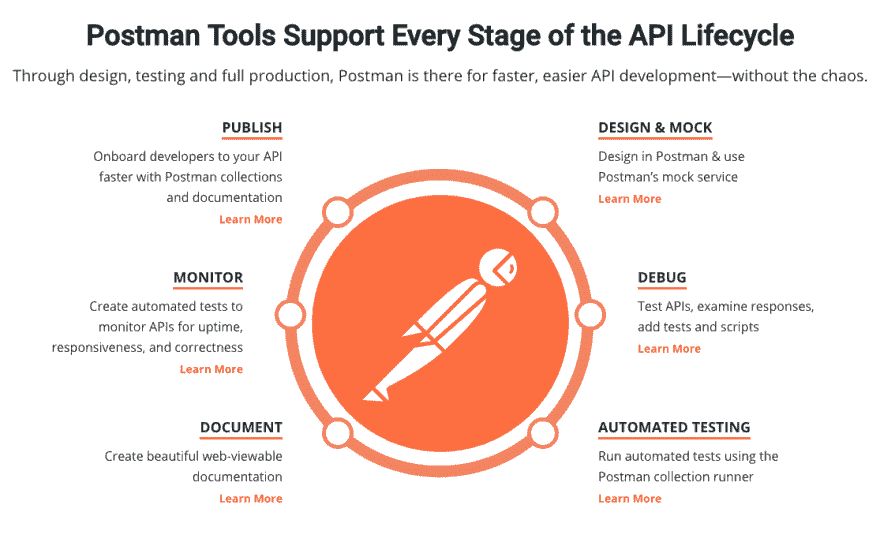 Postman Tools Support Every Stage of the API Lifecycle
Through design, testing and full production, Postman is there for faster, easier API development—without the chaos.
PUBLISH
Onboard developers to your API
faster with Postman collections
and documentation
Learn More
DESIGN & MOCK
Design in Postman & use
Postman's mock service
Learn More
MONITOR
Create automated tests to
monitor APIs for uptime,
responsiveness, and correctness
Learn More
DEBUG
Test APIs, examine responses,
add tests and scripts
Learn More
DOCUMENT
Create beautiful web-viewable
documentation
Learn More
AUTOMATED TESTING
Run automated tests using the
Postman collection runner
Learn More